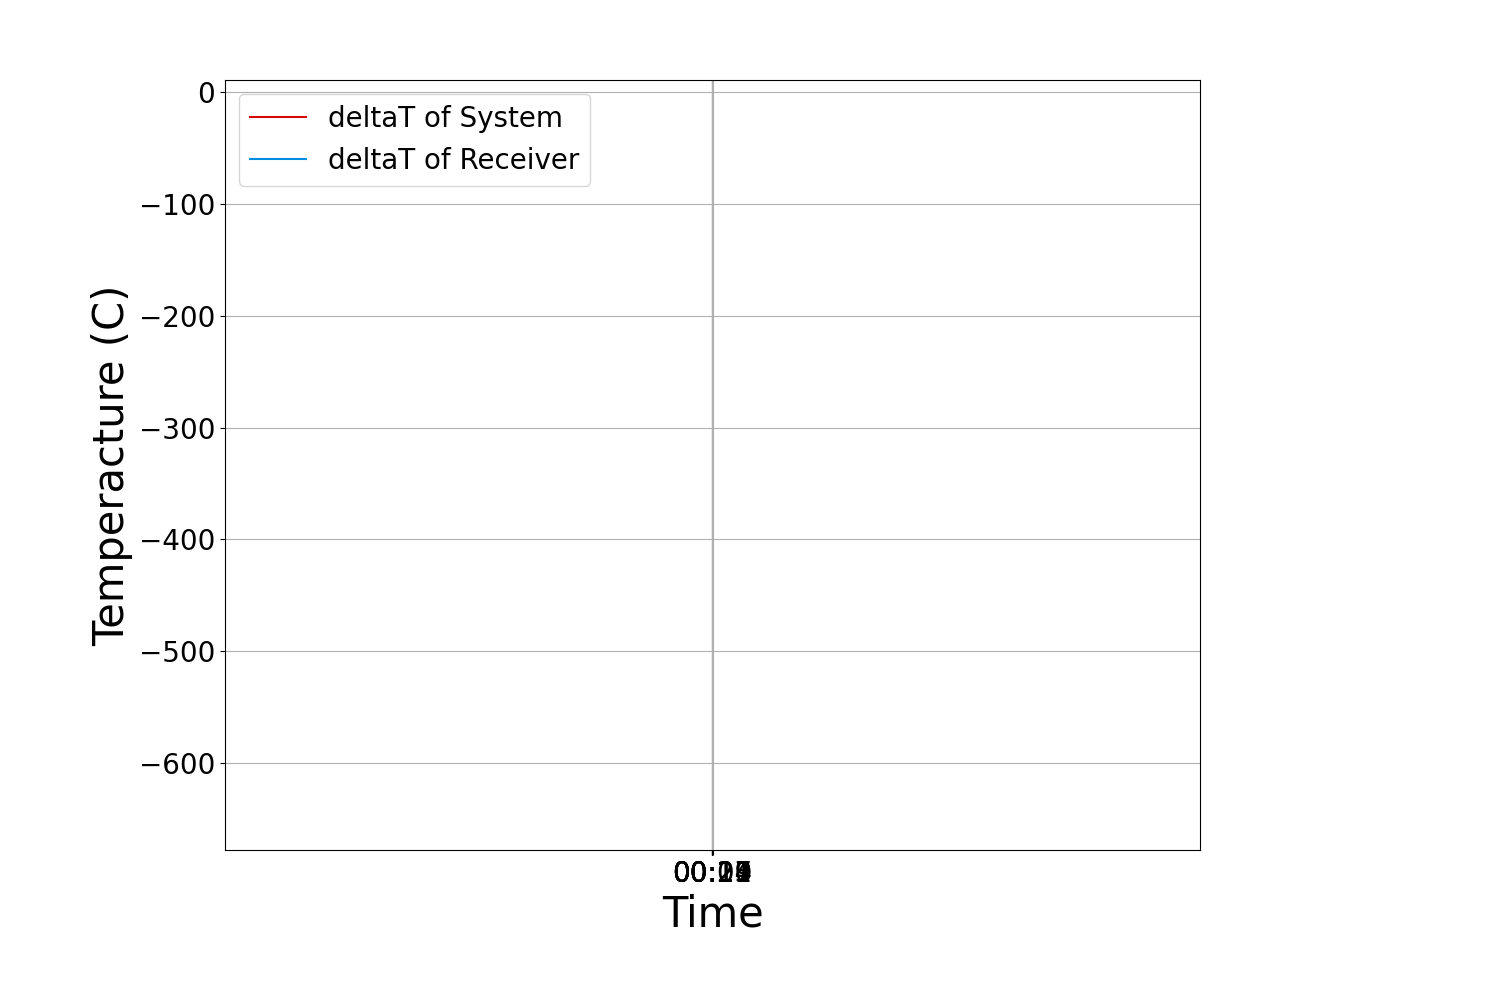 0
deltaT of System
deltaT of Receiver
−100
−200
−300
−400
−500
−600
Temperacture (C)
Time